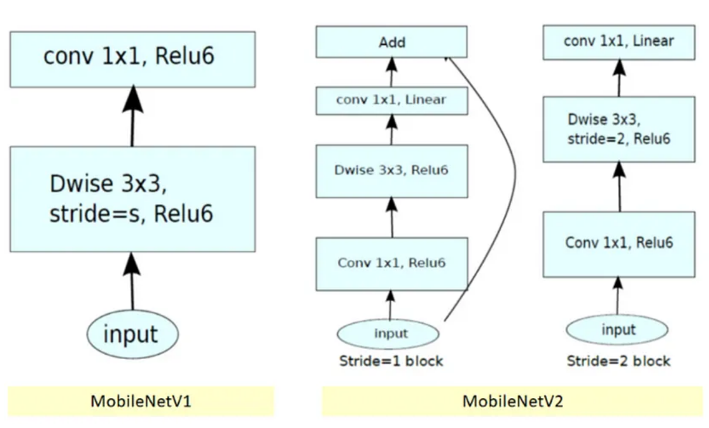 conv 1x1, Relu6
Dwise 3x3,
stride=s, Relu6
input
MobileNetV1
Add
conv 1x1, Linear
Dwise 3x3, Relu6
Conv 1x1, Relu6
input
Stride=1 block
conv 1x1, Linear
Dwise 3x3,
stride=2, Relu6
Conv 1x1, Relu6
input
Stride=2 block
MobileNetV2